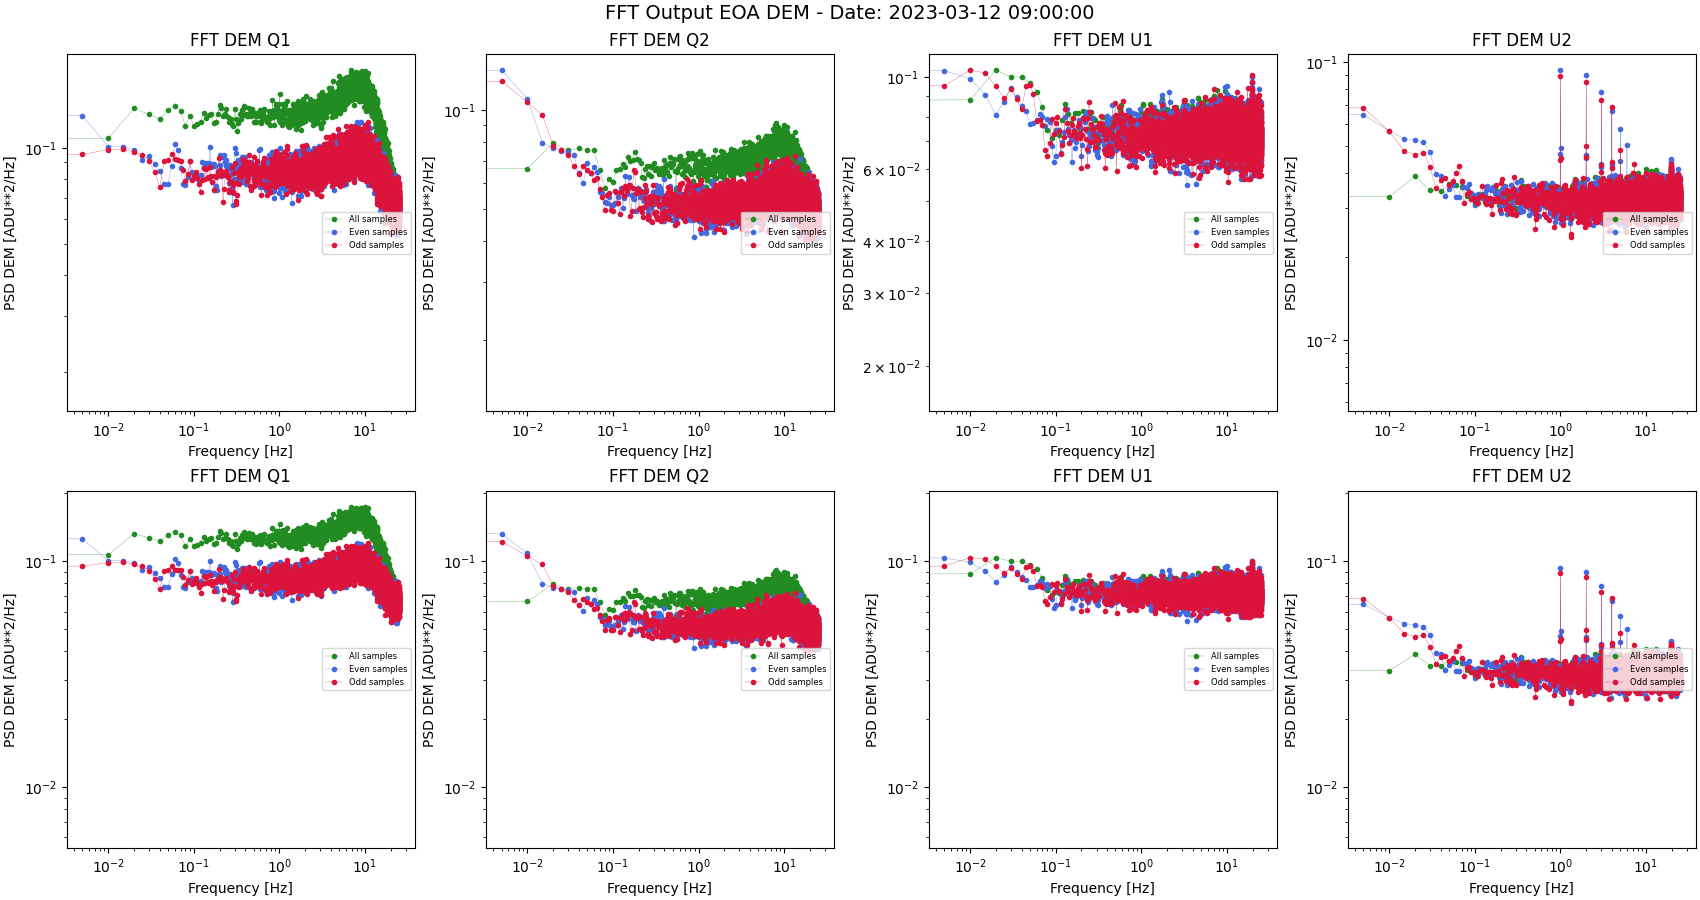 FFT Output EOA DEM - Date: 2023-03-12 09:00:00
FFT DEM Q1
PSD DEM [ADU**2/Hz]
10⁻¹
All samples
Even samples
Odd samples
10⁻² 10⁻¹ 10⁰ 10¹
Frequency [Hz]
FFT DEM Q2
PSD DEM [ADU**2/Hz]
10⁻¹
All samples
Even samples
Odd samples
10⁻² 10⁻¹ 10⁰ 10¹
Frequency [Hz]
FFT DEM U1
PSD DEM [ADU**2/Hz]
10⁻¹
6 × 10⁻²
4 × 10⁻²
3 × 10⁻²
2 × 10⁻²
All samples
Even samples
Odd samples
10⁻² 10⁻¹ 10⁰ 10¹
Frequency [Hz]
FFT DEM U2
PSD DEM [ADU**2/Hz]
10⁻¹
10⁻²
All samples
Even samples
Odd samples
10⁻² 10⁻¹ 10⁰ 10¹
Frequency [Hz]
FFT DEM Q1
PSD DEM [ADU**2/Hz]
10⁻¹
10⁻²
All samples
Even samples
Odd samples
10⁻² 10⁻¹ 10⁰ 10¹
Frequency [Hz]
FFT DEM Q2
PSD DEM [ADU**2/Hz]
10⁻¹
10⁻²
All samples
Even samples
Odd samples
10⁻² 10⁻¹ 10⁰ 10¹
Frequency [Hz]
FFT DEM U1
PSD DEM [ADU**2/Hz]
10⁻¹
10⁻²
All samples
Even samples
Odd samples
10⁻² 10⁻¹ 10⁰ 10¹
Frequency [Hz]
FFT DEM U2
PSD DEM [ADU**2/Hz]
10⁻¹
10⁻²
All samples
Even samples
Odd samples
10⁻² 10⁻¹ 10⁰ 10¹
Frequency [Hz]